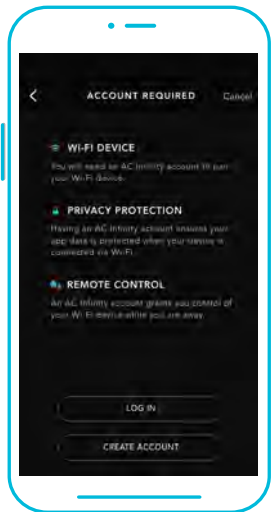 ACCOUNT REQUIRED
Cancel
WI-FI DEVICE
You will need an AC Infinity account to pair
your Wi-Fi device.
PRIVACY PROTECTION
Having an AC Infinity account ensures your
app data is protected when your device is
connected via Wi-Fi.
REMOTE CONTROL
An AC Infinity account grants you control of
your Wi-Fi device while you are away.
LOG IN
CREATE ACCOUNT